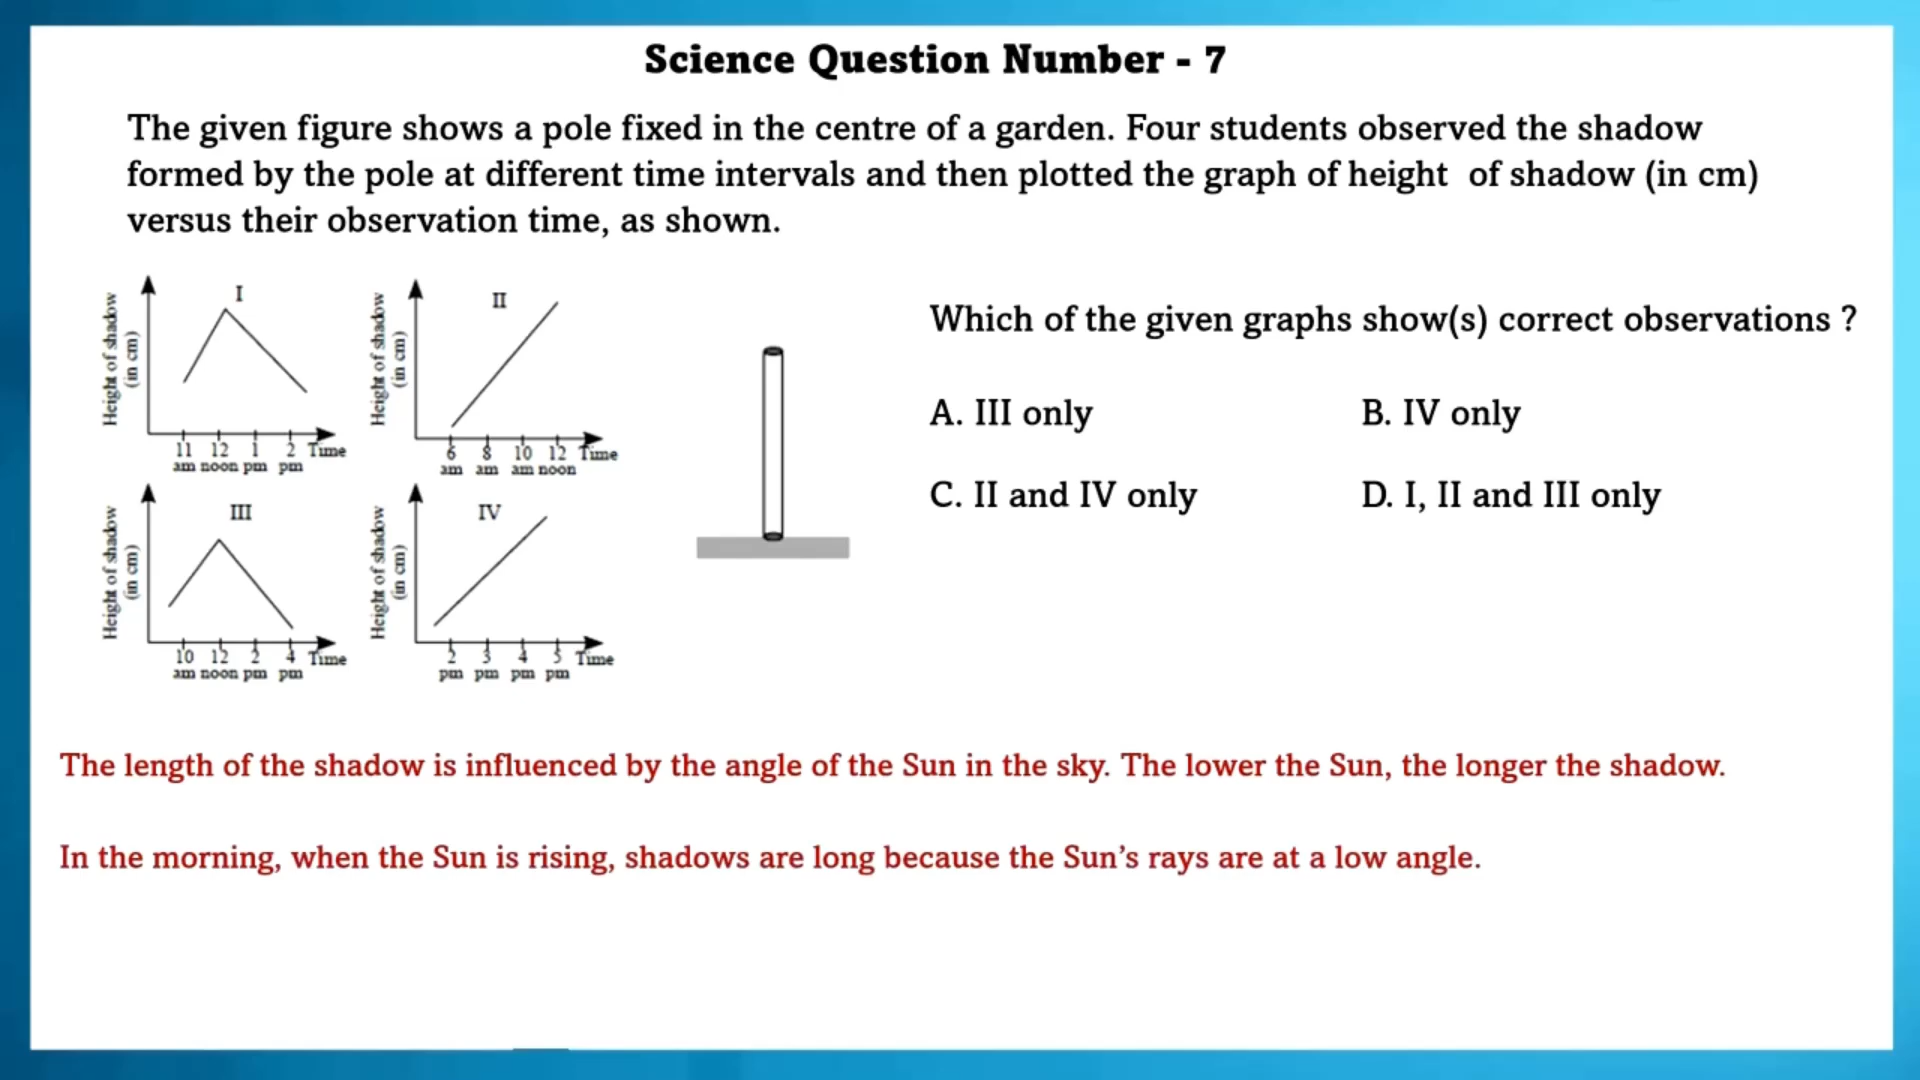 Science Question Number - 7
The given figure shows a pole fixed in the centre of a garden. Four students observed the shadow
formed by the pole at different time intervals and then plotted the graph of height of shadow (in cm)
versus their observation time, as shown.
Height of shadow
(in cm)
I
11 12 1 2 Time
am noon pm pm
Height of shadow
(in cm)
II
6 8 10 12 Time
am am am noon
Height of shadow
(in cm)
III
10 12 2 4 Time
am noon pm pm
Height of shadow
(in cm)
IV
2 3 4 5 Time
pm pm pm pm
Which of the given graphs show(s) correct observations ?
A. III only
B. IV only
C. II and IV only
D. I, II and III only
The length of the shadow is influenced by the angle of the Sun in the sky. The lower the Sun, the longer the shadow.
In the morning, when the Sun is rising, shadows are long because the Sun’s rays are at a low angle.